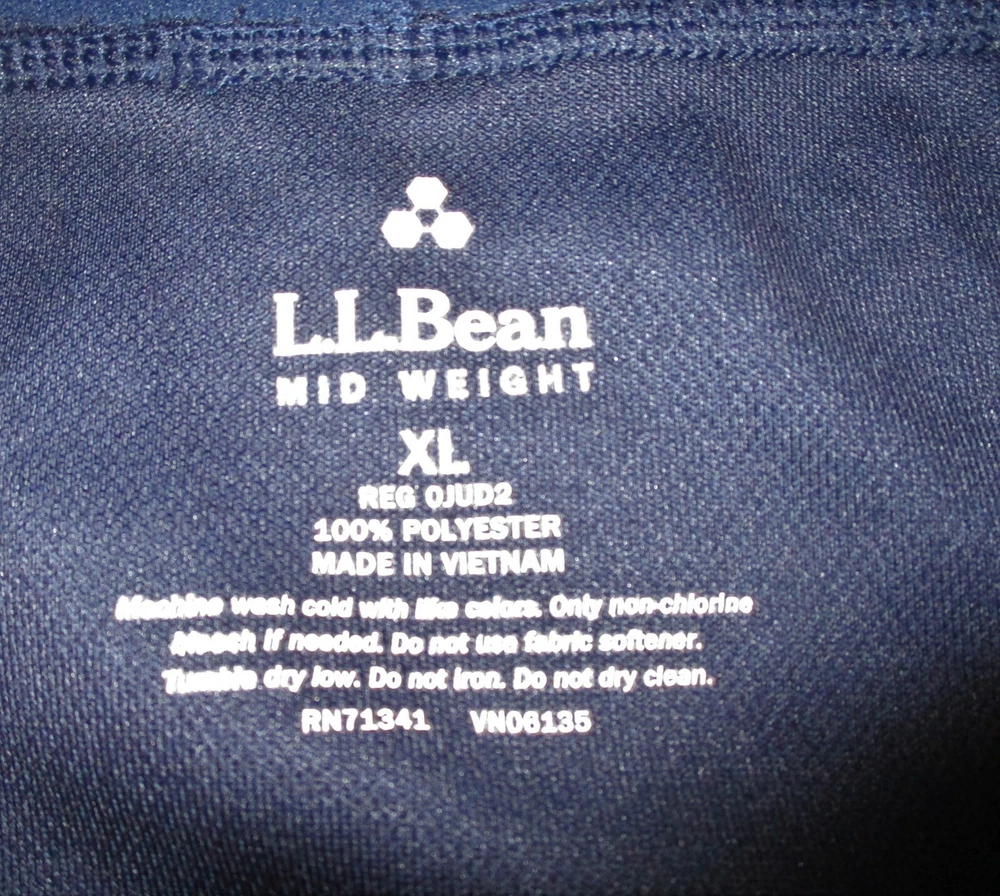 L.L.Bean
MID WEIGHT
XL
REG 0JUD2
100% POLYESTER
MADE IN VIETNAM
Machine wash cold with like colors. Only non-chlorine
bleach if needed. Do not use fabric softener.
Tumble dry low. Do not iron. Do not dry clean.
RN71341 VN06135